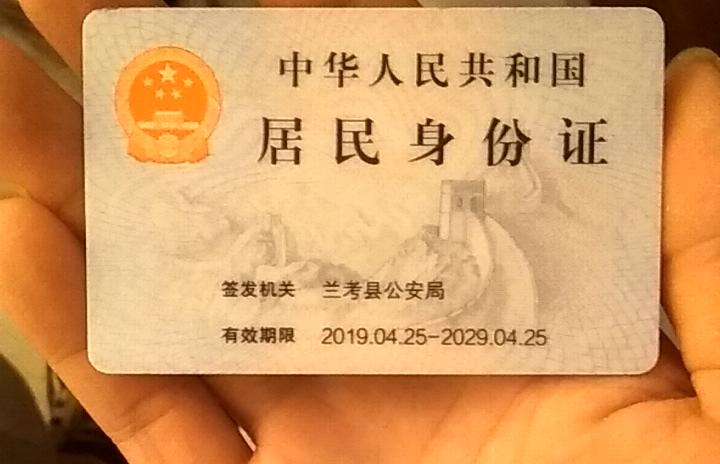 中华人民共和国
居民身份证
签发机关 兰考县公安局
有效期限 2019.04.25-2029.04.25